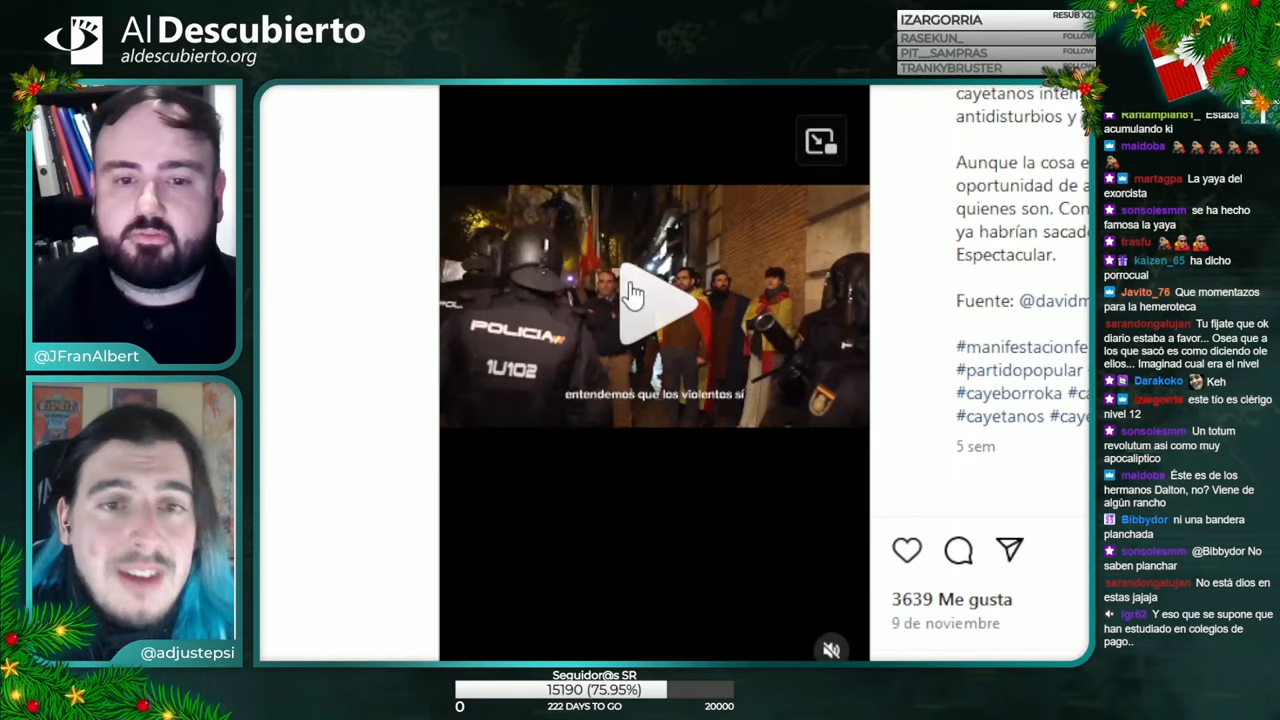 Al Descubierto
aldescubierto.org
IZARGORRIA
RESUB X21
RASEKUN_
FOLLOW
PIT__SAMPRAS
FOLLOW
TRANKYBRUSTER
FOLLOW
@JFranAlbert
@adjustepsi
POLICIA
1U102
entendemos que los violentos sí
cayetanos inten
antidisturbios y
Aunque la cosa e
oportunidad de a
quienes son. Con
ya habrían sacad
Espectacular.
Fuente: @davidm
#manifestacionfe
#partidopopular
#cayeborroka #ca
#cayetanos #caye
5 sem
3639 Me gusta
9 de noviembre
Rantamplan81_ Estaba
acumulando ki
maidoba
martagpa La yaya del
exorcista
sonsolesmm se ha hecho
famosa la yaya
trasfu
kaizen_65 ha dicho
porrocual
Javito_76 Que momentazos
para la hemeroteca
sarandongalujan Tu fijate que ok
diario estaba a favor... Osea que a
los que sacó es como diciendo ole
ellos... Imaginad cual era el nivel
Darakoko Keh
izargorria este tío es clérigo
nivel 12
sonsolesmm Un totum
revolutum asi como muy
apocaliptico
maidoba Éste es de los
hermanos Dalton, no? Viene de
algún rancho
Bibbydor ni una bandera
planchada
sonsolesmm @Bibbydor No
saben planchar
sarandongalujan No está dios en
estas jajaja
igr62 Y eso que se supone que
han estudiado en colegios de
pago..
Seguidor@s SR
15190 (75.95%)
0
222 DAYS TO GO
20000